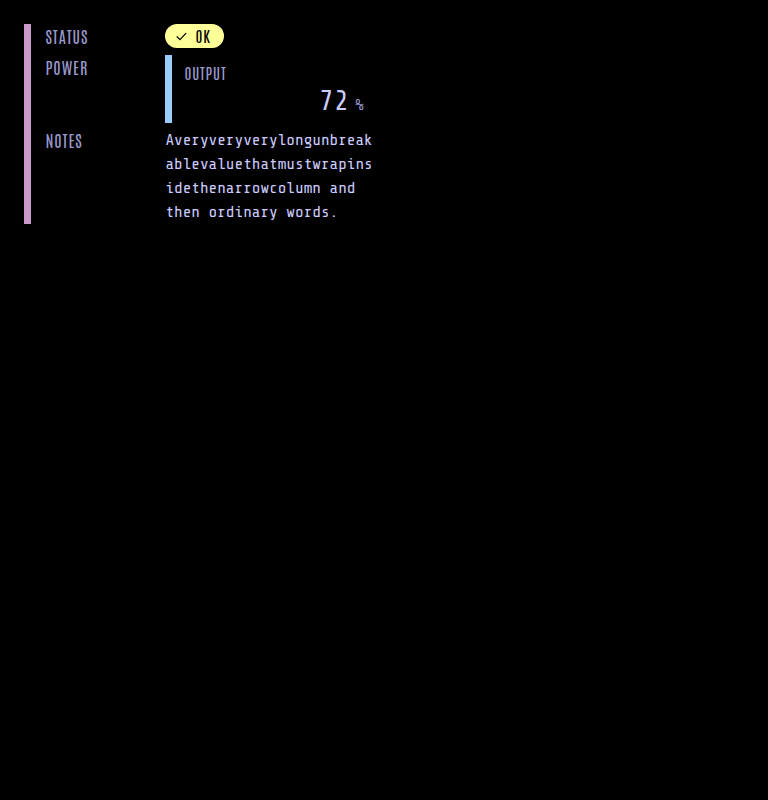 STATUS OK
POWER
OUTPUT
72 %
NOTES
Averyveryverylongunbreak
ablevaluethatmustwrapins
idethenarrowcolumn and
then ordinary words.